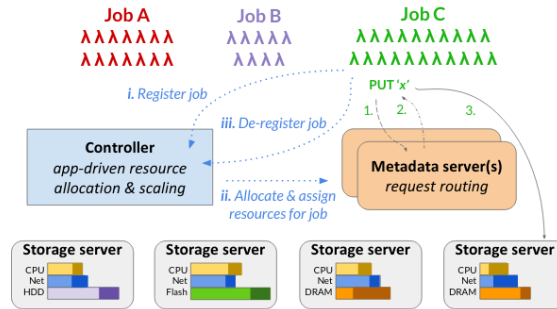 Job A
Job B
Job C
λλλλλλλ
λλλλλ
λλλλλλλλλλ
λλλλλλλ
λλλλ
λλλλλλλλλλ
PUT ‘x’
i. Register job
1.
2.
3.
iii. De-register job
Controller
app-driven resource
allocation & scaling
Metadata server(s)
request routing
ii. Allocate & assign
resources for job
Storage server
CPU
Net
HDD
Storage server
CPU
Net
Flash
Storage server
CPU
Net
DRAM
Storage server
CPU
Net
DRAM